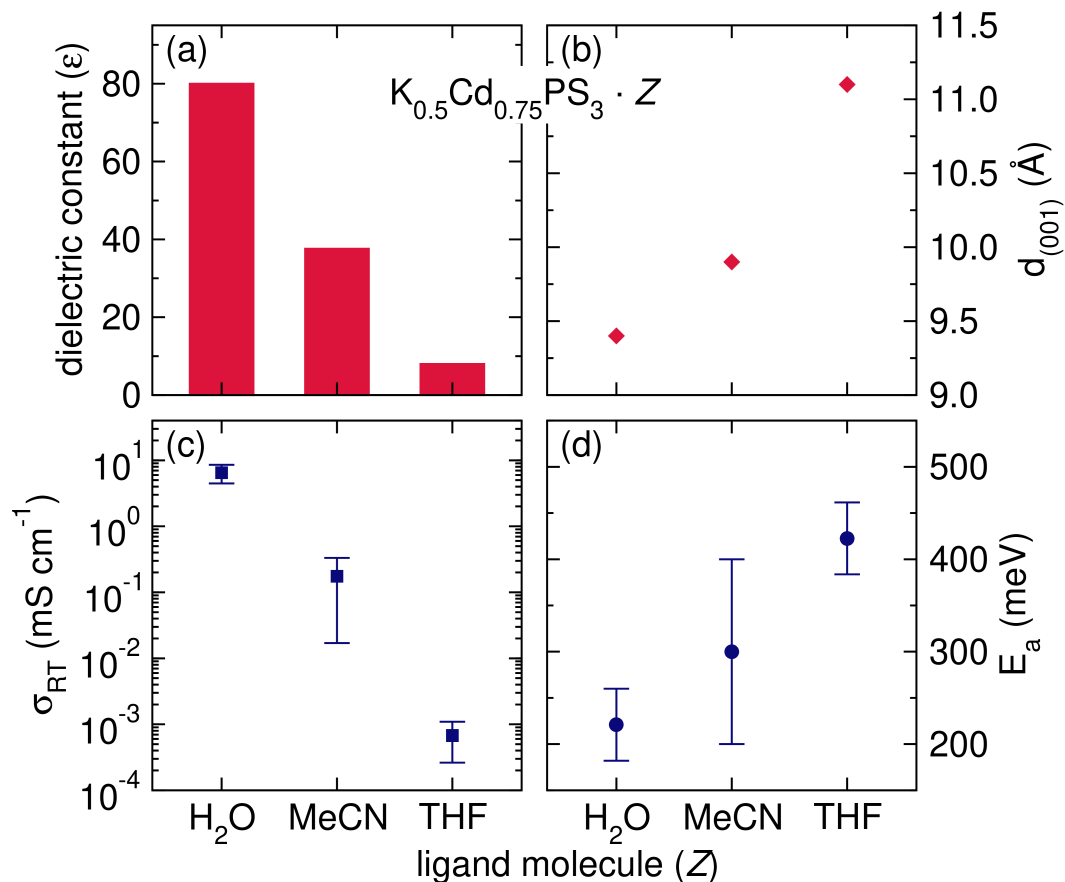 (a)
dielectric constant (ε)
80
60
40
20
0
K0.5Cd0.75PS3 · Z
(b)
11.5
11.0
10.5
10.0
9.5
9.0
d(001) (Å)
(c)
σRT (mS cm-1)
10^1
10^0
10^-1
10^-2
10^-3
10^-4
H2O MeCN THF
(d)
500
400
300
200
Ea (meV)
H2O MeCN THF
ligand molecule (Z)